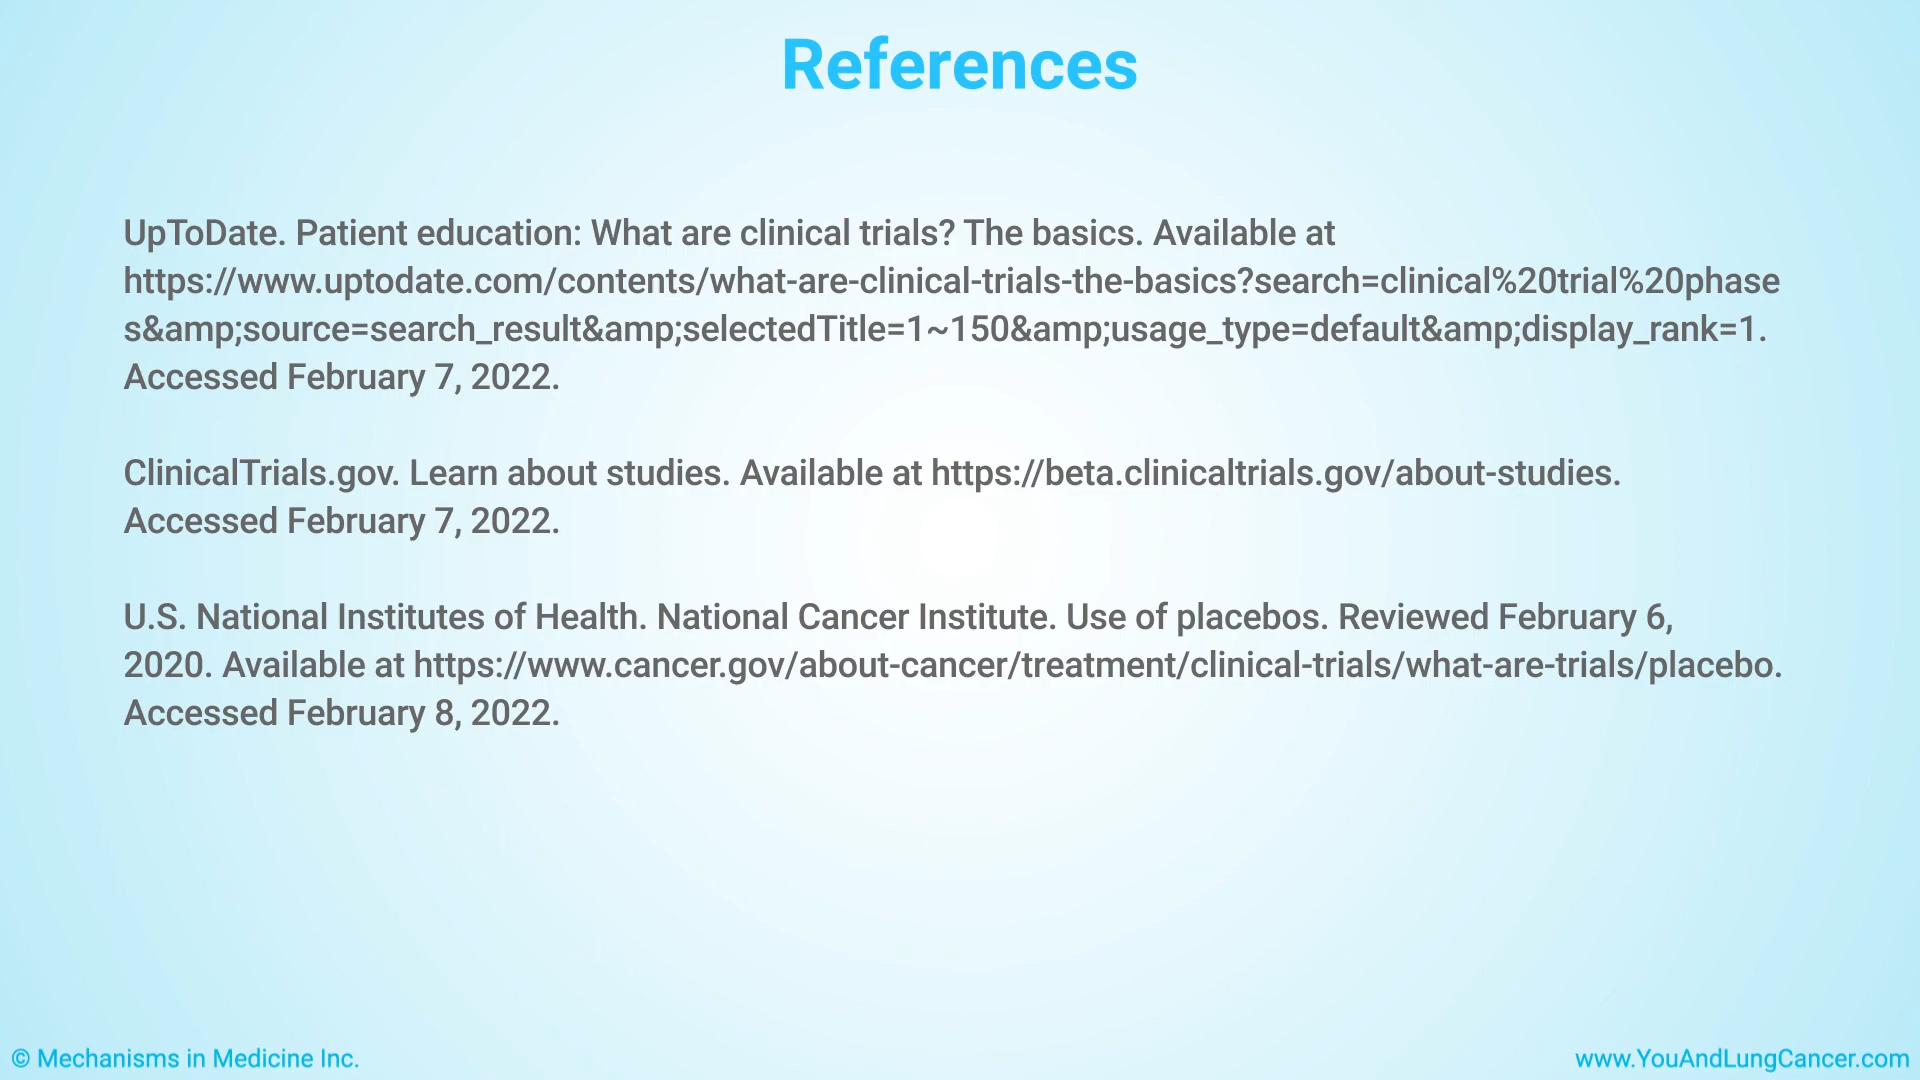 References
UpToDate. Patient education: What are clinical trials? The basics. Available at
https://www.uptodate.com/contents/what-are-clinical-trials-the-basics?search=clinical%20trial%20phase
s&amp;source=search_result&amp;selectedTitle=1~150&amp;usage_type=default&amp;display_rank=1.
Accessed February 7, 2022.
ClinicalTrials.gov. Learn about studies. Available at https://beta.clinicaltrials.gov/about-studies.
Accessed February 7, 2022.
U.S. National Institutes of Health. National Cancer Institute. Use of placebos. Reviewed February 6,
2020. Available at https://www.cancer.gov/about-cancer/treatment/clinical-trials/what-are-trials/placebo.
Accessed February 8, 2022.
© Mechanisms in Medicine Inc.
www.YouAndLungCancer.com